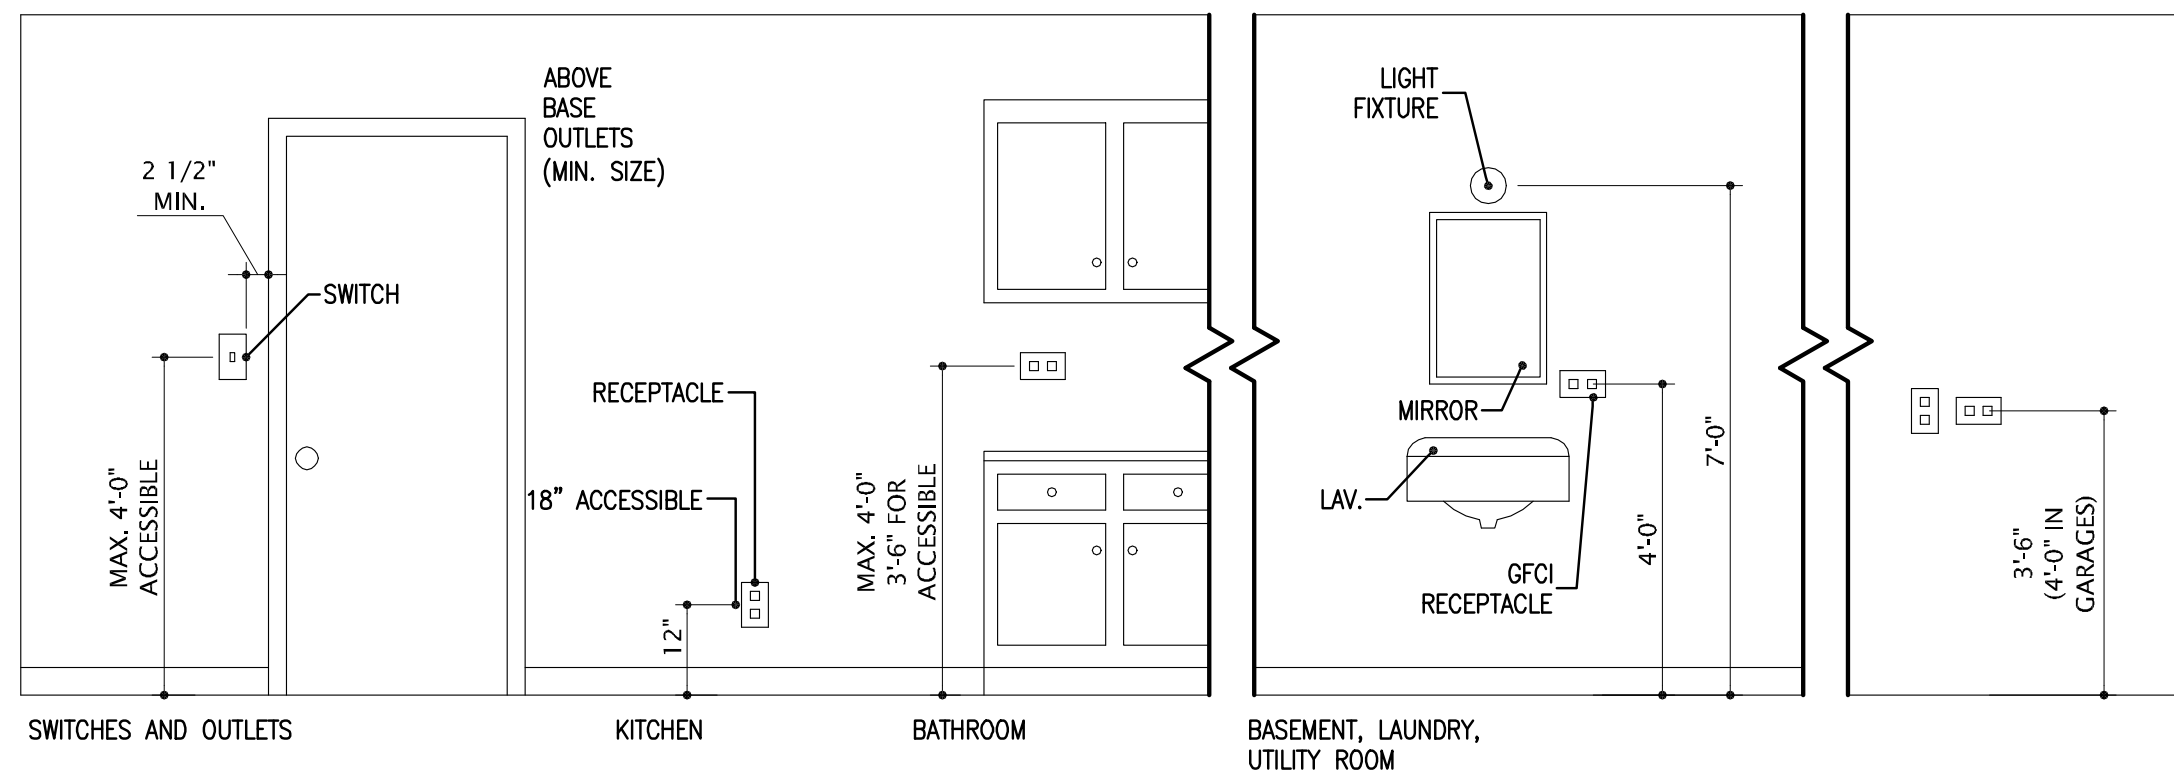 ABOVE
BASE
OUTLETS
(MIN. SIZE)
2 1/2"
MIN.
SWITCH
MAX. 4'-0"
ACCESSIBLE
RECEPTACLE
18" ACCESSIBLE
12"
MAX. 4'-0"
3'-6" FOR
ACCESSIBLE
LIGHT
FIXTURE
MIRROR
LAV.
GFCI
RECEPTACLE
4'-0"
7'-0"
3'-6"
(4'-0" IN
GARAGES)
SWITCHES AND OUTLETS
KITCHEN
BATHROOM
BASEMENT, LAUNDRY,
UTILITY ROOM